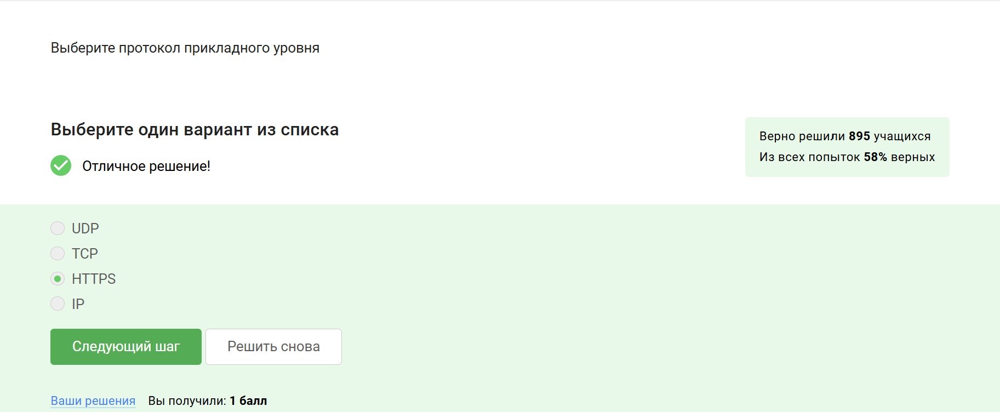 Выберите протокол прикладного уровня
Выберите один вариант из списка
Верно решили 895 учащихся
Из всех попыток 58% верных
Отличное решение!
UDP
TCP
HTTPS
IP
Следующий шаг Решить снова
Ваши решения Вы получили: 1 балл